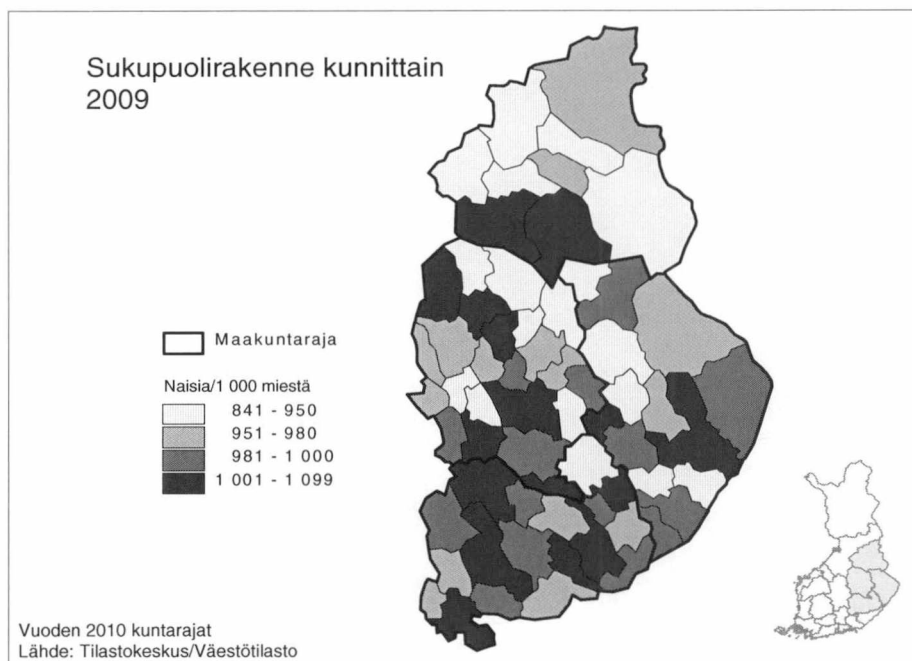 Sukupuolirakenne kunnittain
2009
Maakuntaraja
Naisia/1 000 miestä
841 - 950
951 - 980
981 - 1 000
1 001 - 1 099
Vuoden 2010 kuntarajat
Lähde: Tilastokeskus/Väestötilasto